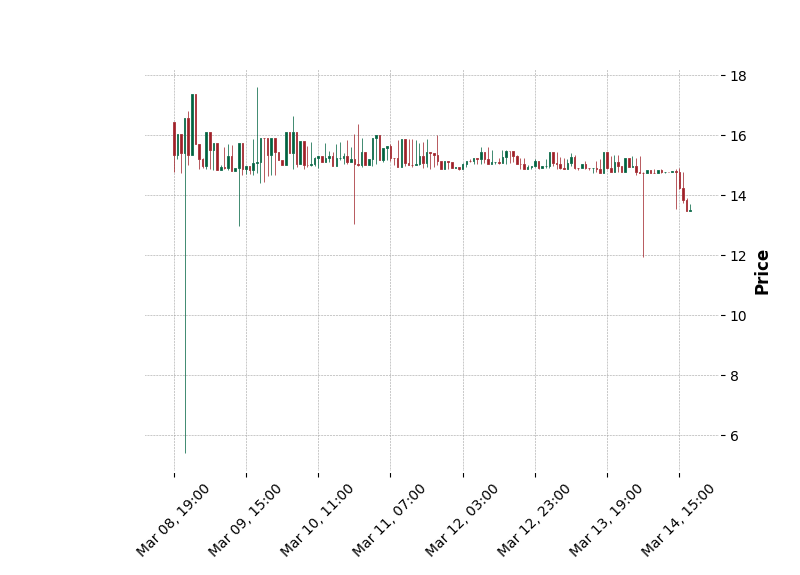 18
16
14
12
10
8
6
Price
Mar 08, 19:00
Mar 09, 15:00
Mar 10, 11:00
Mar 11, 07:00
Mar 12, 03:00
Mar 12, 23:00
Mar 13, 19:00
Mar 14, 15:00